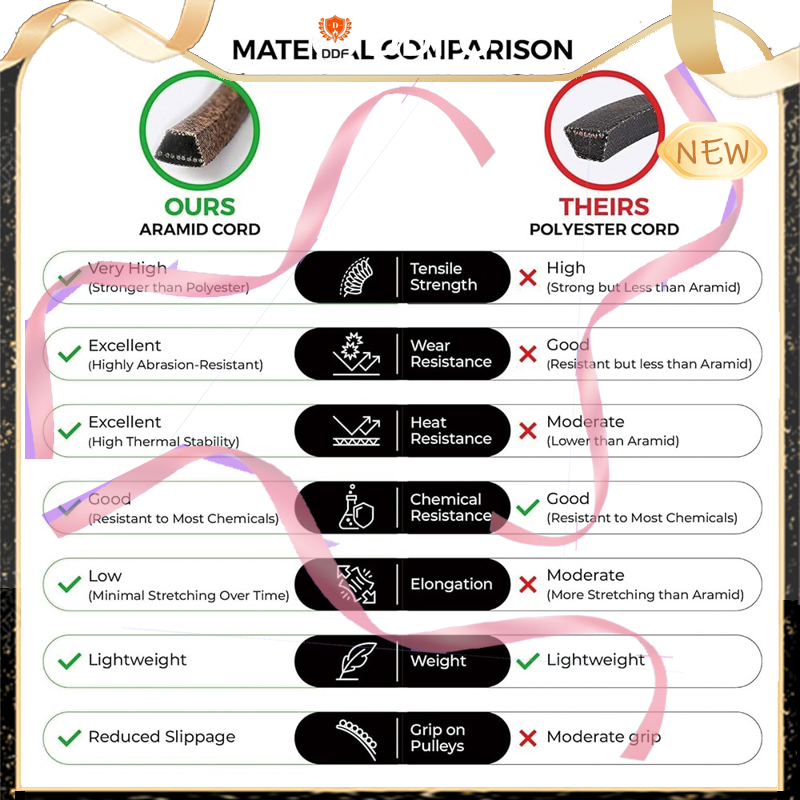 DDF
COMPARISON
NEW
OURS
ARAMID CORD
THEIRS
POLYESTER CORD
Very High
(Stronger than Polyester)
Tensile
Strength
High
(Strong but Less than Aramid)
Excellent
(Highly Abrasion-Resistant)
Wear
Resistance
Good
(Resistant but less than Aramid)
Excellent
(High Thermal Stability)
Heat
Resistance
Moderate
(Lower than Aramid)
Good
(Resistant to Most Chemicals)
Chemical
Resistance
Good
(Resistant to Most Chemicals)
Low
(Minimal Stretching Over Time)
Elongation
Moderate
(More Stretching than Aramid)
Lightweight
Weight
Lightweight
Reduced Slippage
Grip on
Pulleys
Moderate grip